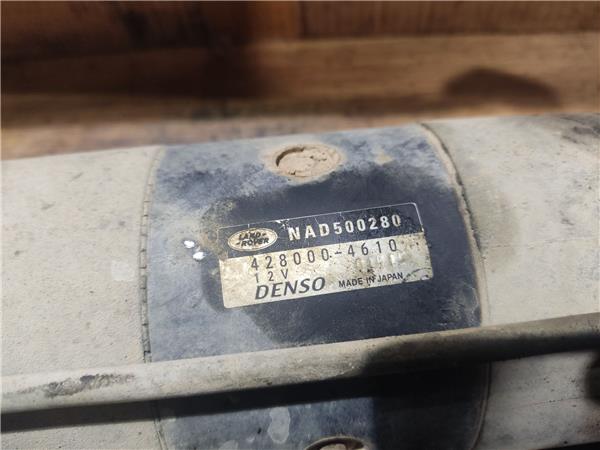 LAND-
ROVER
NAD500280
428000-4610
12V
DENSO MADE IN JAPAN